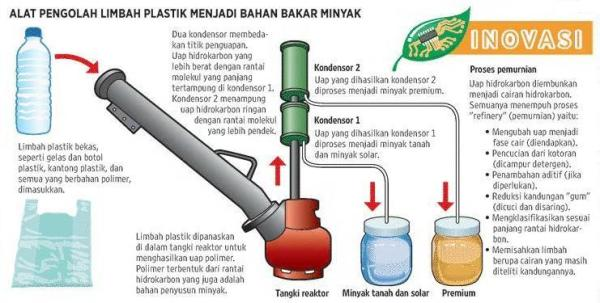 ALAT PENGOLAH LIMBAH PLASTIK MENJADI BAHAN BAKAR MINYAK
INOVASI
Dua kondensor membeda-
kan titik penguapan.
Uap hidrokarbon yang
lebih berat dengan rantai
molekul yang panjang
tertampung di kondensor 1.
Kondensor 2 menampung
uap hidrokarbon ringan
dengan rantai molekul
yang lebih pendek.
Kondensor 2
Uap yang dihasilkan kondensor 2
diproses menjadi minyak premium.
Kondensor 1
Uap yang dihasilkan kondensor 1
diproses menjadi minyak tanah
dan minyak solar.
Proses pemurnian
Uap hidrokarbon diembunkan
menjadi cairan hidrokarbon.
Semuanya menempuh proses
"refinery" (pemurnian) yaitu:
• Mengubah uap menjadi
fase cair (diendapkan).
• Pencucian dari kotoran
(dicampur detergen).
• Penambahan aditif (jika
diperlukan).
• Reduksi kandungan "gum"
(dicuci dan disaring).
• Mengklasifikasikan sesuai
panjang rantai hidrokar-
bon.
• Memisahkan limbah
berupa cairan yang masih
diteliti kandungannya.
Limbah plastik bekas,
seperti gelas dan botol
plastik, kantong plastik, dan
semua yang berbahan polimer,
dimasukkan.
Limbah plastik dipanaskan
di dalam tangki reaktor untuk
menghasilkan uap polimer.
Polimer terbentuk dari rantai
hidrokarbon yang juga adalah
bahan penyusun minyak.
Tangki reaktor
Minyak tanah dan solar
Premium